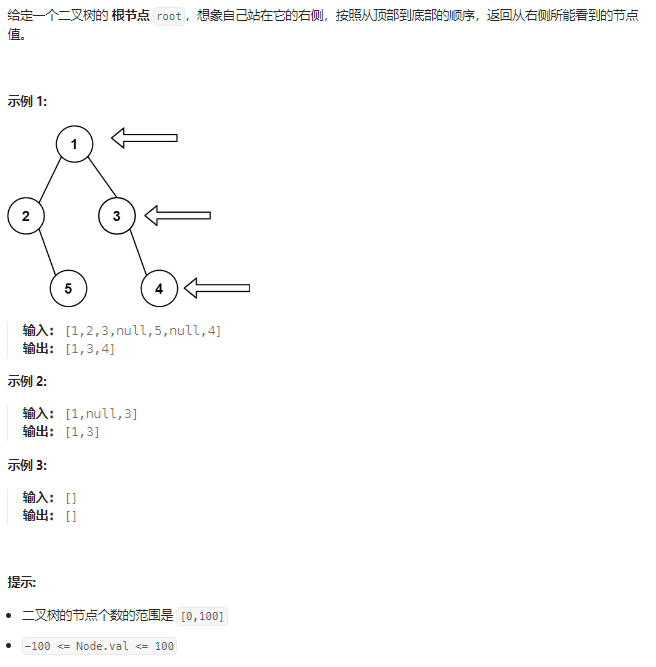 给定一个二叉树的 根节点 root，想象自己站在它的右侧，按照从顶部到底部的顺序，返回从右侧所能看到的节点
值。
示例 1:
1
2
3
5
4
输入: [1,2,3,null,5,null,4]
输出: [1,3,4]
示例 2:
输入: [1,null,3]
输出: [1,3]
示例 3:
输入: []
输出: []
提示:
• 二叉树的节点个数的范围是 [0,100]
• -100 <= Node.val <= 100